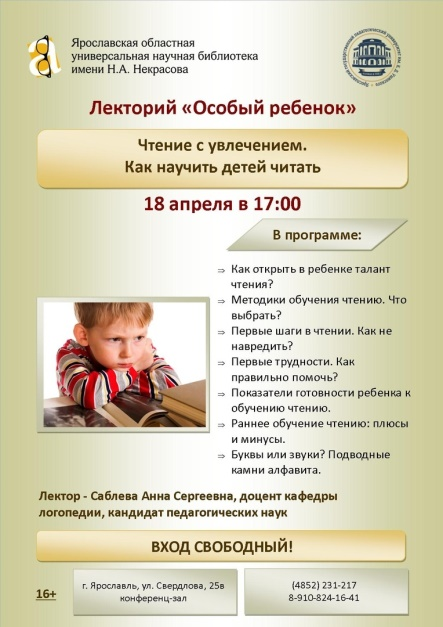 Ярославская областная
универсальная научная библиотека
имени Н.А. Некрасова
Лекторий «Особый ребенок»
Чтение с увлечением.
Как научить детей читать
18 апреля в 17:00
В программе:
⇒ Как открыть в ребенке талант
чтения?
⇒ Методики обучения чтению. Что
выбрать?
⇒ Первые шаги в чтении. Как не
навредить?
⇒ Первые трудности. Как
правильно помочь?
⇒ Показатели готовности ребенка к
обучению чтению.
⇒ Раннее обучение чтению: плюсы
и минусы.
⇒ Буквы или звуки? Подводные
камни алфавита.
Лектор - Саблева Анна Сергеевна, доцент кафедры
логопедии, кандидат педагогических наук
ВХОД СВОБОДНЫЙ!
16+
г. Ярославль, ул. Свердлова, 25в
конференц-зал
(4852) 231-217
8-910-824-16-41